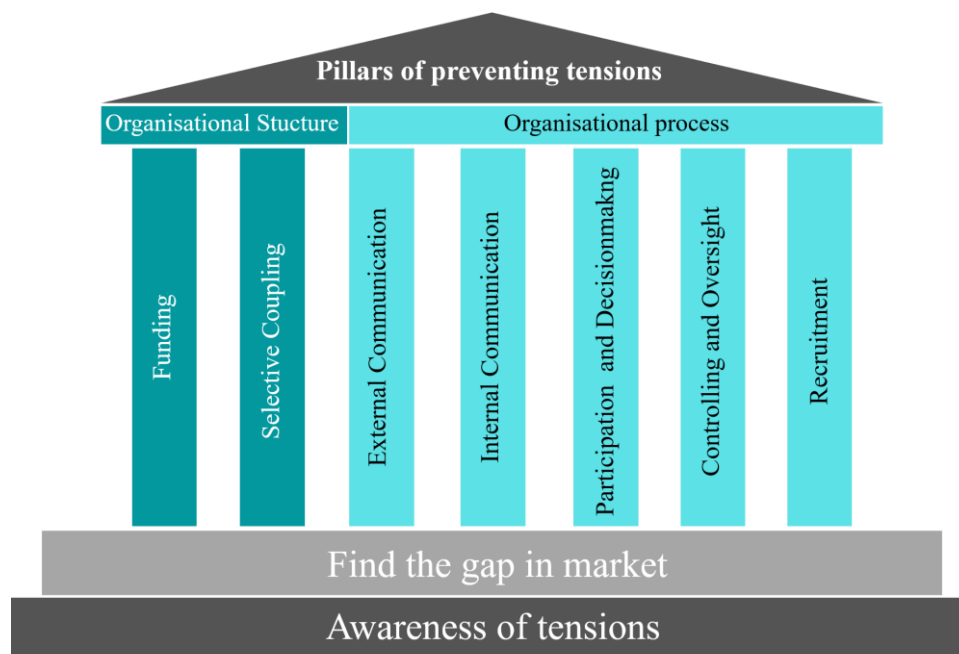 Pillars of preventing tensions
Organisational Stucture
Organisational process
Funding
Selective Coupling
External Communication
Internal Communication
Participation and Decisionmakng
Controlling and Oversight
Recruitment
Find the gap in market
Awareness of tensions